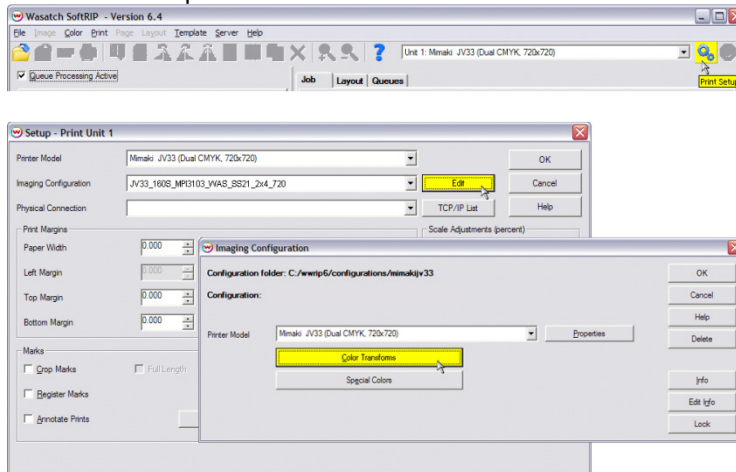 Wasatch SoftRIP - Version 6.4
File Image Color Print Page Layout Template Server Help
Unit 1: Mimaki JV33 (Dual CMYK, 720x720)
Queue Processing Active
Job Layout Queues
Print Setup
Setup - Print Unit 1
Printer Model Mimaki JV33 (Dual CMYK, 720x720) OK
Imaging Configuration JV33_160S_MPI3103_WAS_SS21_2x4_720 Edit Cancel
Physical Connection TCP/IP List Help
Print Margins Scale Adjustments (percent)
Paper Width 0.000
Left Margin 0.000
Top Margin 0.000
Bottom Margin 0.000
Marks
Crop Marks Full Length
Register Marks
Annotate Prints
Imaging Configuration
Configuration folder: C:/wwrip6/configurations/mimakijv33 OK
Configuration: Cancel
Help
Printer Model Mimaki JV33 (Dual CMYK, 720x720) Properties Delete
Color Transforms
Special Colors Info
Edit Info
Lock